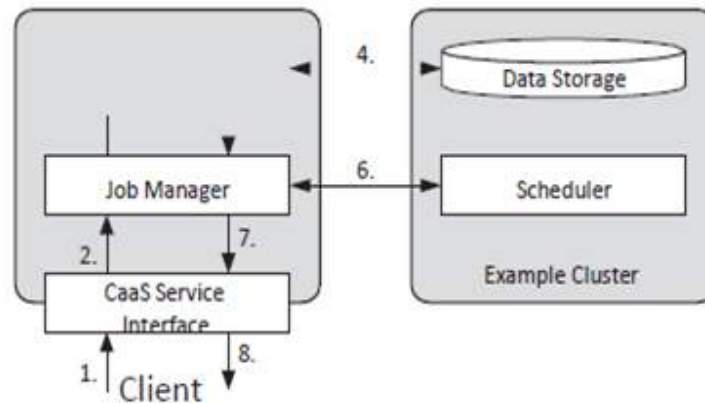 4.
Data Storage
Job Manager
6.
Scheduler
2.
7.
CaaS Service
Interface
Example Cluster
1.
8.
Client